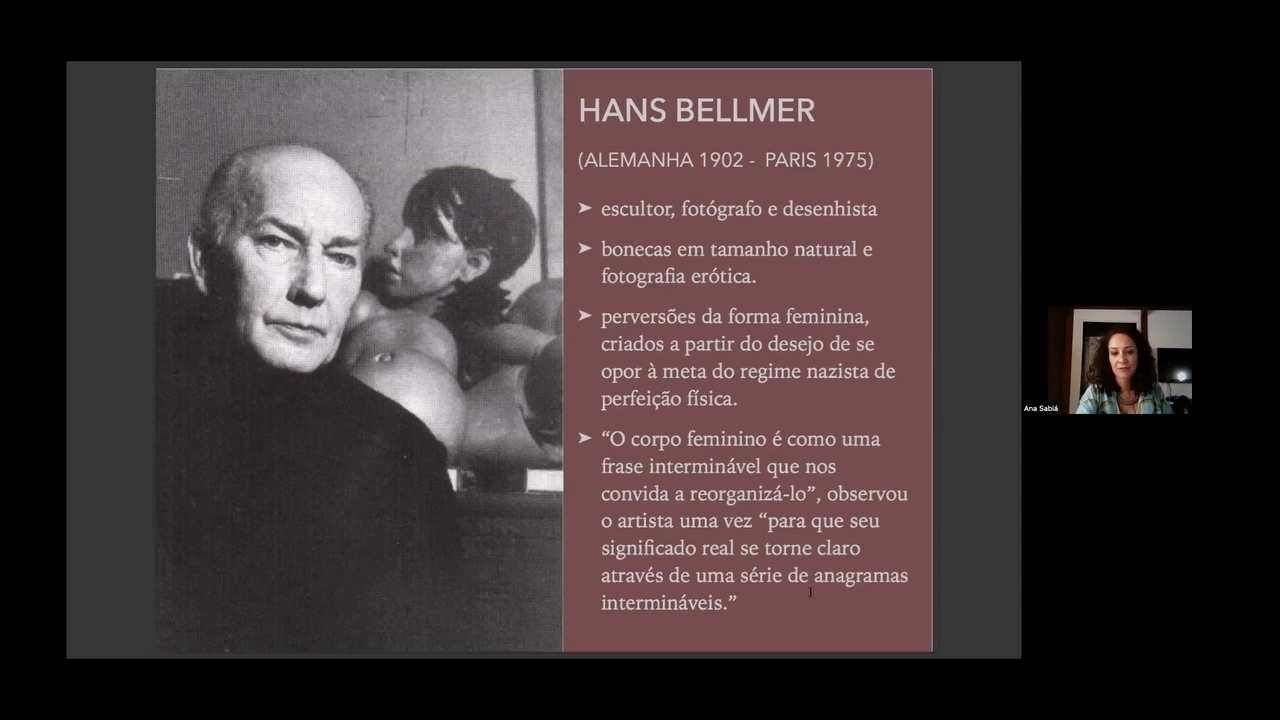 HANS BELLMER
(ALEMANHA 1902 - PARIS 1975)
➤ escultor, fotógrafo e desenhista
➤ bonecas em tamanho natural e
fotografia erótica.
➤ perversões da forma feminina,
criados a partir do desejo de se
opor à meta do regime nazista de
perfeição física.
➤ “O corpo feminino é como uma
frase interminável que nos
convida a reorganizá-lo”, observou
o artista uma vez “para que seu
significado real se torne claro
através de uma série de anagramas
intermináveis.”
Ana Sabiá